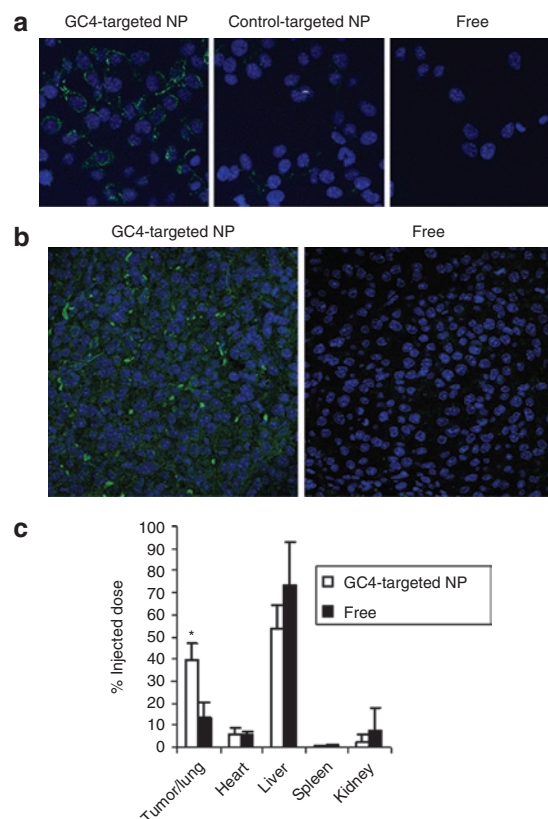 a
GC4-targeted NP
Control-targeted NP
Free
b
GC4-targeted NP
Free
c
% Injected dose
100
90
80
70
60
50
40
30
20
10
0
*
GC4-targeted NP
Free
Tumor/lung
Heart
Liver
Spleen
Kidney